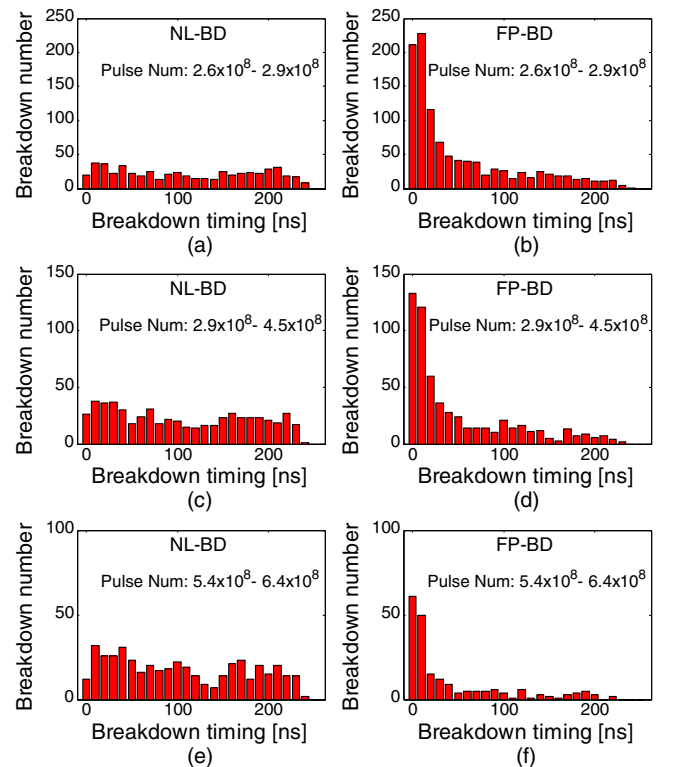 NL-BD
Pulse Num: 2.6x10^8- 2.9x10^8
Breakdown number
250
200
150
100
50
0
0 100 200
Breakdown timing [ns]
(a)
FP-BD
Pulse Num: 2.6x10^8- 2.9x10^8
Breakdown number
250
200
150
100
50
0
0 100 200
Breakdown timing [ns]
(b)
NL-BD
Pulse Num: 2.9x10^8- 4.5x10^8
Breakdown number
150
100
50
0
0 100 200
Breakdown timing [ns]
(c)
FP-BD
Pulse Num: 2.9x10^8- 4.5x10^8
Breakdown number
150
100
50
0
0 100 200
Breakdown timing [ns]
(d)
NL-BD
Pulse Num: 5.4x10^8- 6.4x10^8
Breakdown number
100
50
0
0 100 200
Breakdown timing [ns]
(e)
FP-BD
Pulse Num: 5.4x10^8- 6.4x10^8
Breakdown number
100
50
0
0 100 200
Breakdown timing [ns]
(f)